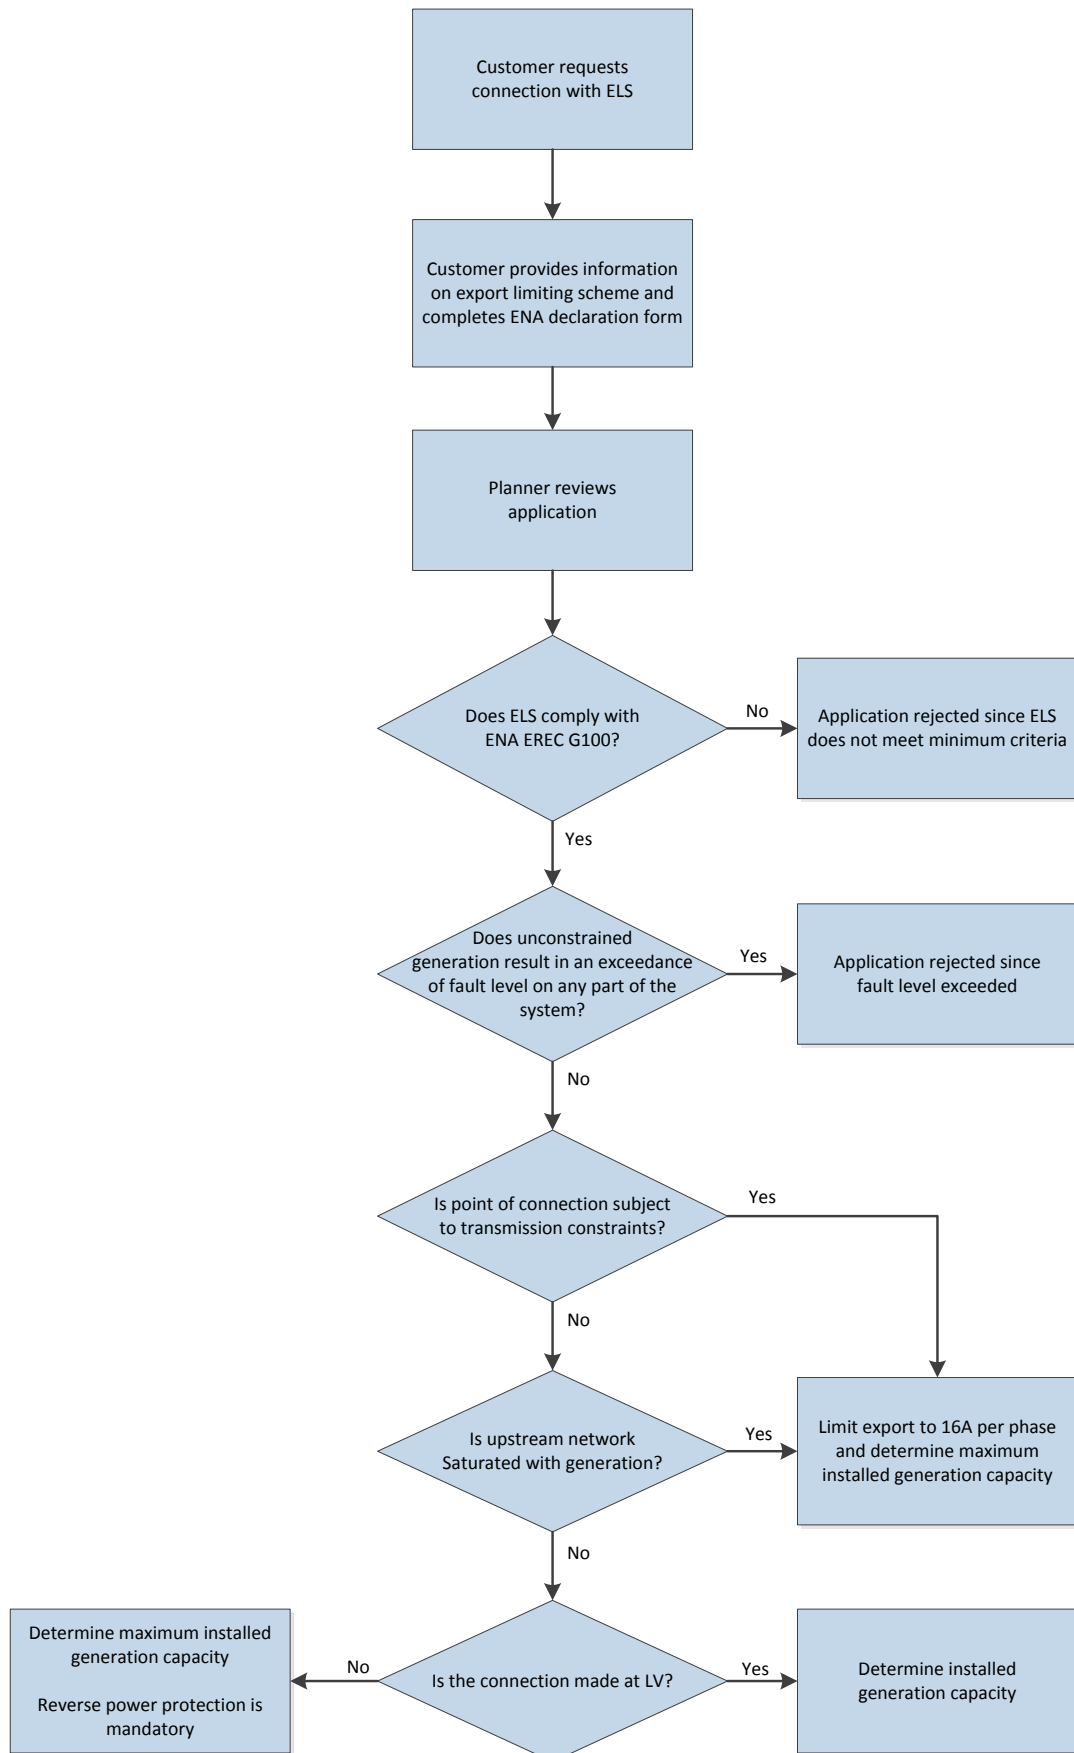 Customer requests
connection with ELS
Customer provides information
on export limiting scheme and
completes ENA declaration form
Planner reviews
application
Does ELS comply with
ENA EREC G100?
No
Application rejected since ELS
does not meet minimum criteria
Yes
Does unconstrained
generation result in an exceedance
of fault level on any part of the
system?
Yes
Application rejected since
fault level exceeded
No
Is point of connection subject
to transmission constraints?
Yes
No
Is upstream network
Saturated with generation?
Yes
Limit export to 16A per phase
and determine maximum
installed generation capacity
No
Determine maximum installed
generation capacity
Reverse power protection is
mandatory
No
Is the connection made at LV?
Yes
Determine installed
generation capacity